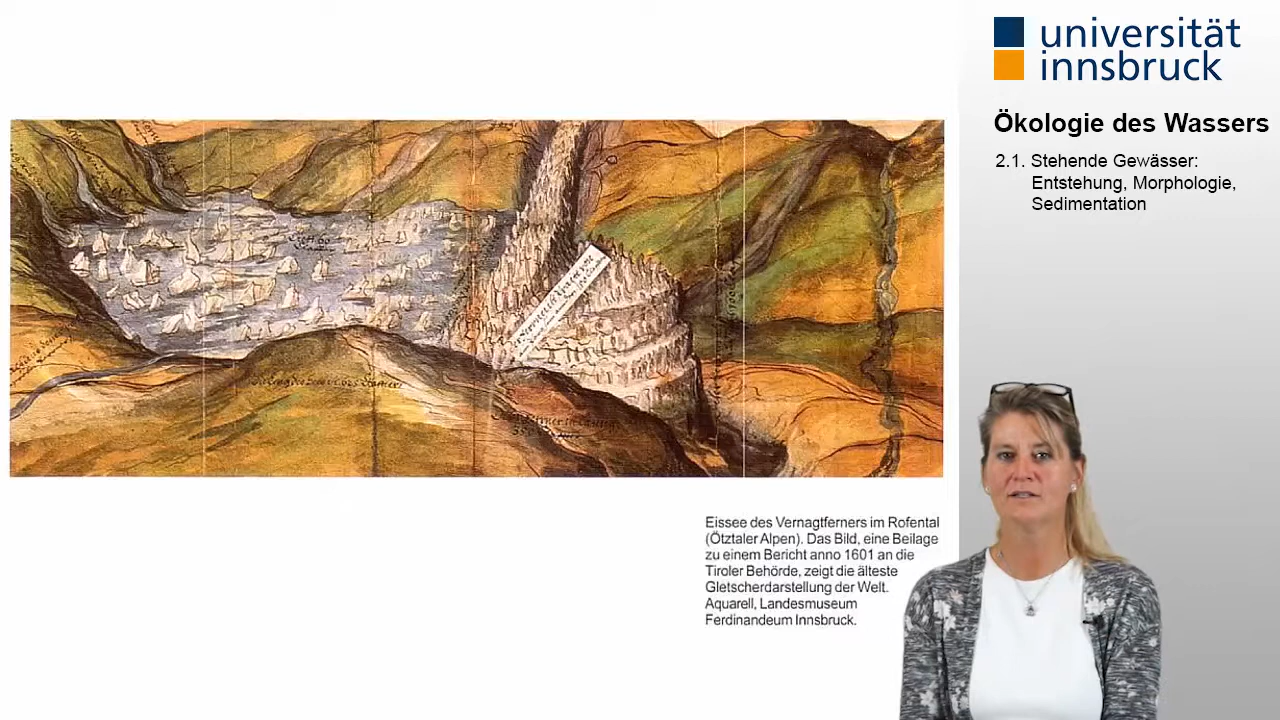 universität
innsbruck
Ökologie des Wassers
2.1. Stehende Gewässer:
Entstehung, Morphologie,
Sedimentation
Eissee des Vernagtferners im Rofental
(Ötztaler Alpen). Das Bild, eine Beilage
zu einem Bericht anno 1601 an die
Tiroler Behörde, zeigt die älteste
Gletscherdarstellung der Welt.
Aquarell, Landesmuseum
Ferdinandeum Innsbruck.